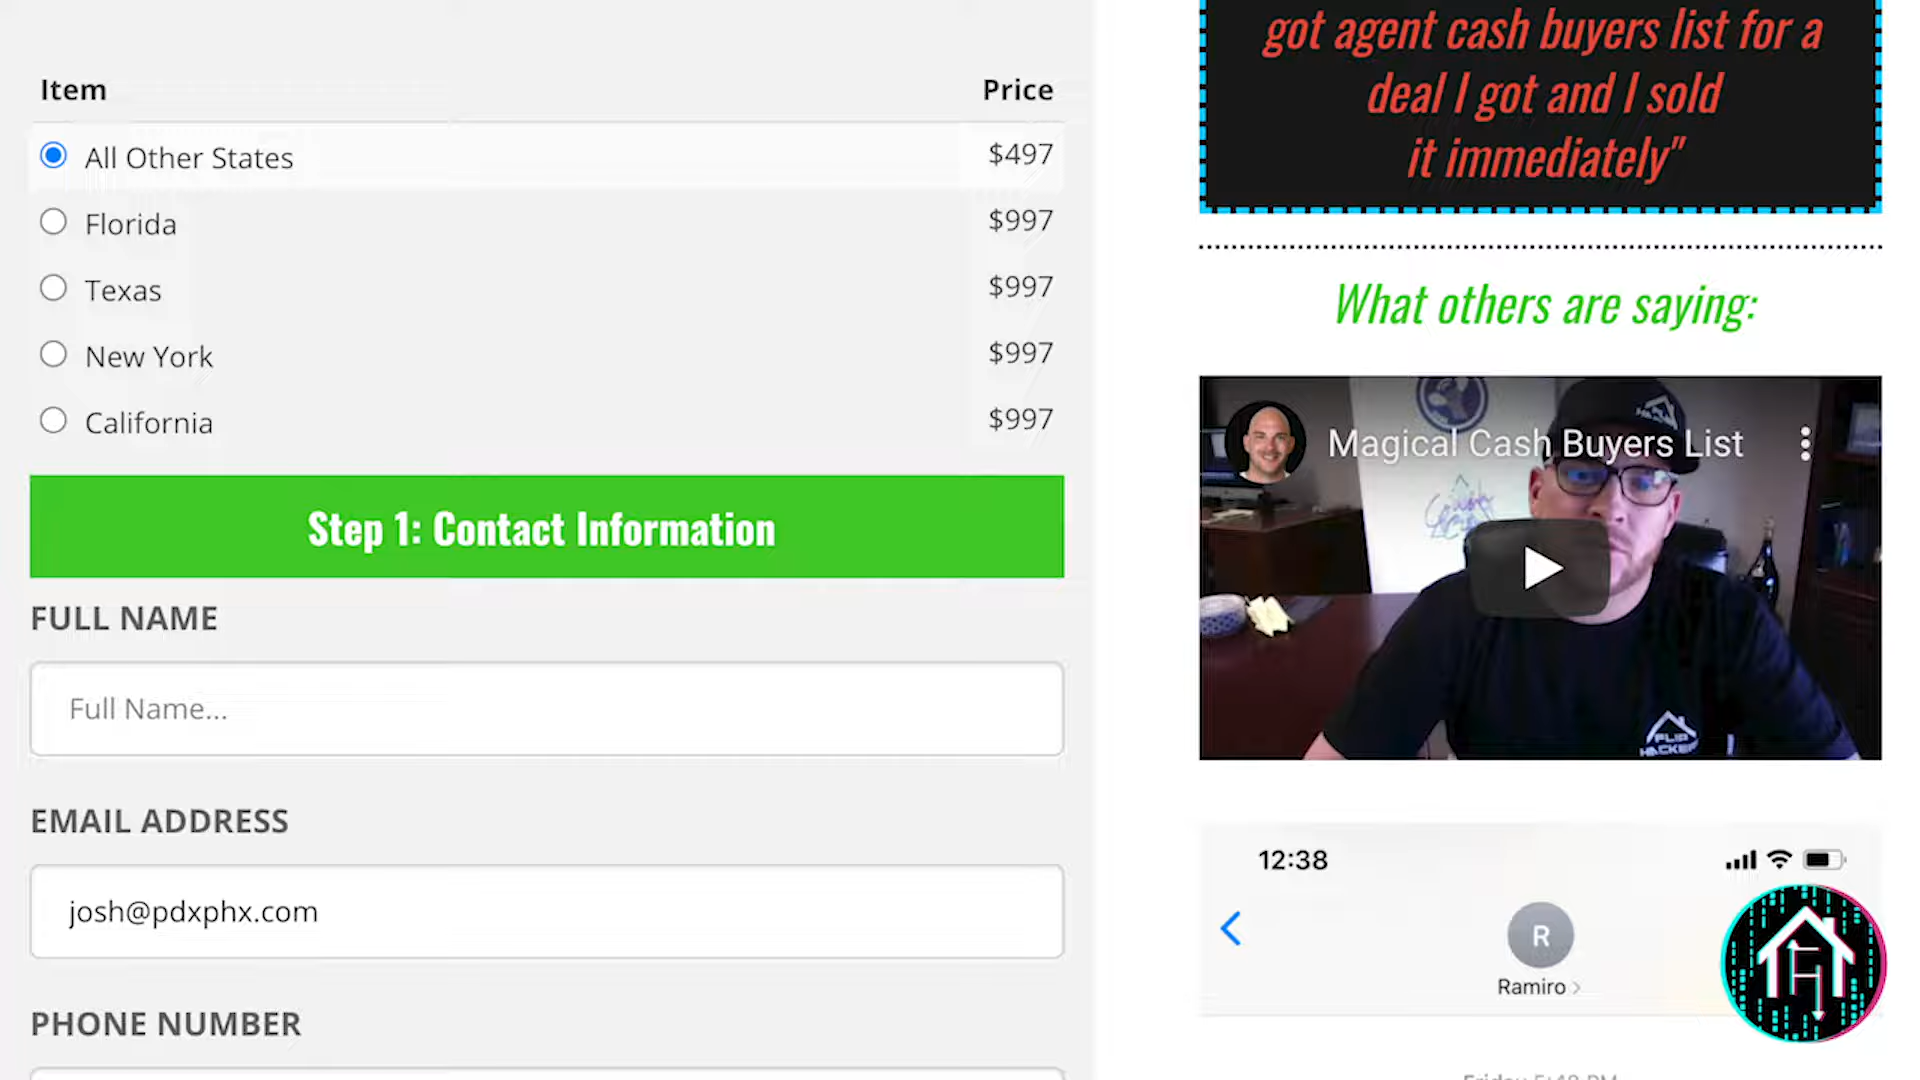 Item Price
All Other States $497
Florida $997
Texas $997
New York $997
California $997
Step 1: Contact Information
FULL NAME
Full Name...
EMAIL ADDRESS
josh@pdxphx.com
PHONE NUMBER
got agent cash buyers list for a
deal I got and I sold
it immediately"
What others are saying:
Magical Cash Buyers List
FLIP
HACKER
12:38
R
Ramiro